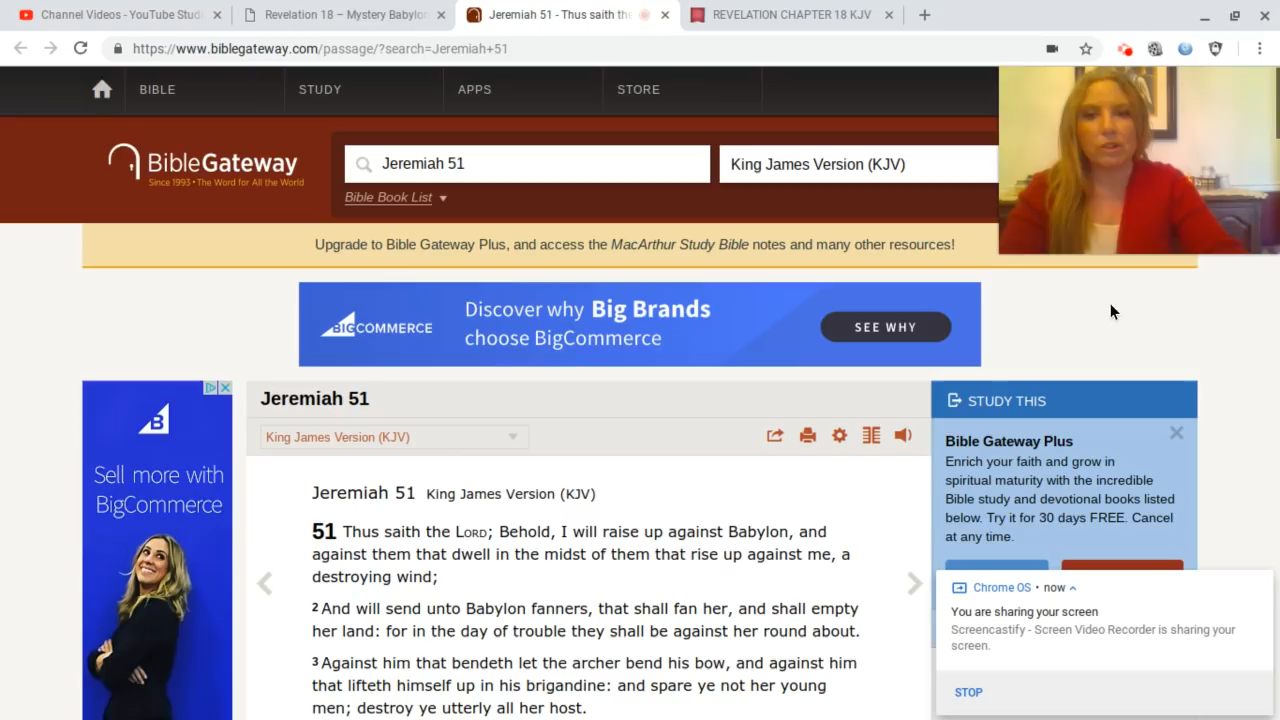 Channel Videos - YouTube Stud
Revelation 18 – Mystery Babylon
Jeremiah 51 - Thus saith the
REVELATION CHAPTER 18 KJV
https://www.biblegateway.com/passage/?search=Jeremiah+51
BIBLE
STUDY
APPS
STORE
BibleGateway
Since 1993 • The Word for All the World
Jeremiah 51
King James Version (KJV)
Bible Book List
Upgrade to Bible Gateway Plus, and access the MacArthur Study Bible notes and many other resources!
BIGCOMMERCE
Discover why Big Brands
choose BigCommerce
SEE WHY
B
Sell more with
BigCommerce
Jeremiah 51
King James Version (KJV)
Jeremiah 51 King James Version (KJV)
51 Thus saith the LORD; Behold, I will raise up against Babylon, and
against them that dwell in the midst of them that rise up against me, a
destroying wind;
2 And will send unto Babylon fanners, that shall fan her, and shall empty
her land: for in the day of trouble they shall be against her round about.
3 Against him that bendeth let the archer bend his bow, and against him
that lifteth himself up in his brigandine: and spare ye not her young
men; destroy ye utterly all her host.
STUDY THIS
Bible Gateway Plus
Enrich your faith and grow in
spiritual maturity with the incredible
Bible study and devotional books listed
below. Try it for 30 days FREE. Cancel
at any time.
Chrome OS • now
You are sharing your screen
Screencastify - Screen Video Recorder is sharing your
screen.
STOP